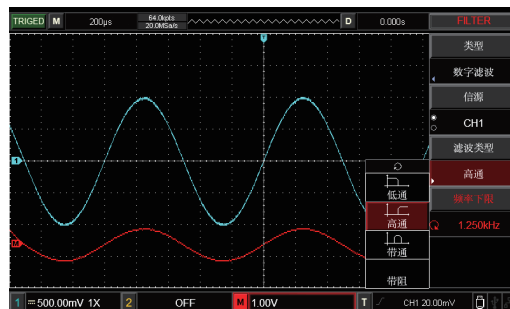 TRIGED M 200μs 64.0kpts 20.0MSa/s D 0.000s FILTER
T
类型
数字滤波
信源
CH1
滤波类型
高通
频率下限
1.250kHz
低通
高通
带通
带阻
1
M
1 500.00mV 1X 2 OFF M 1.00V T CH1 20.00mV